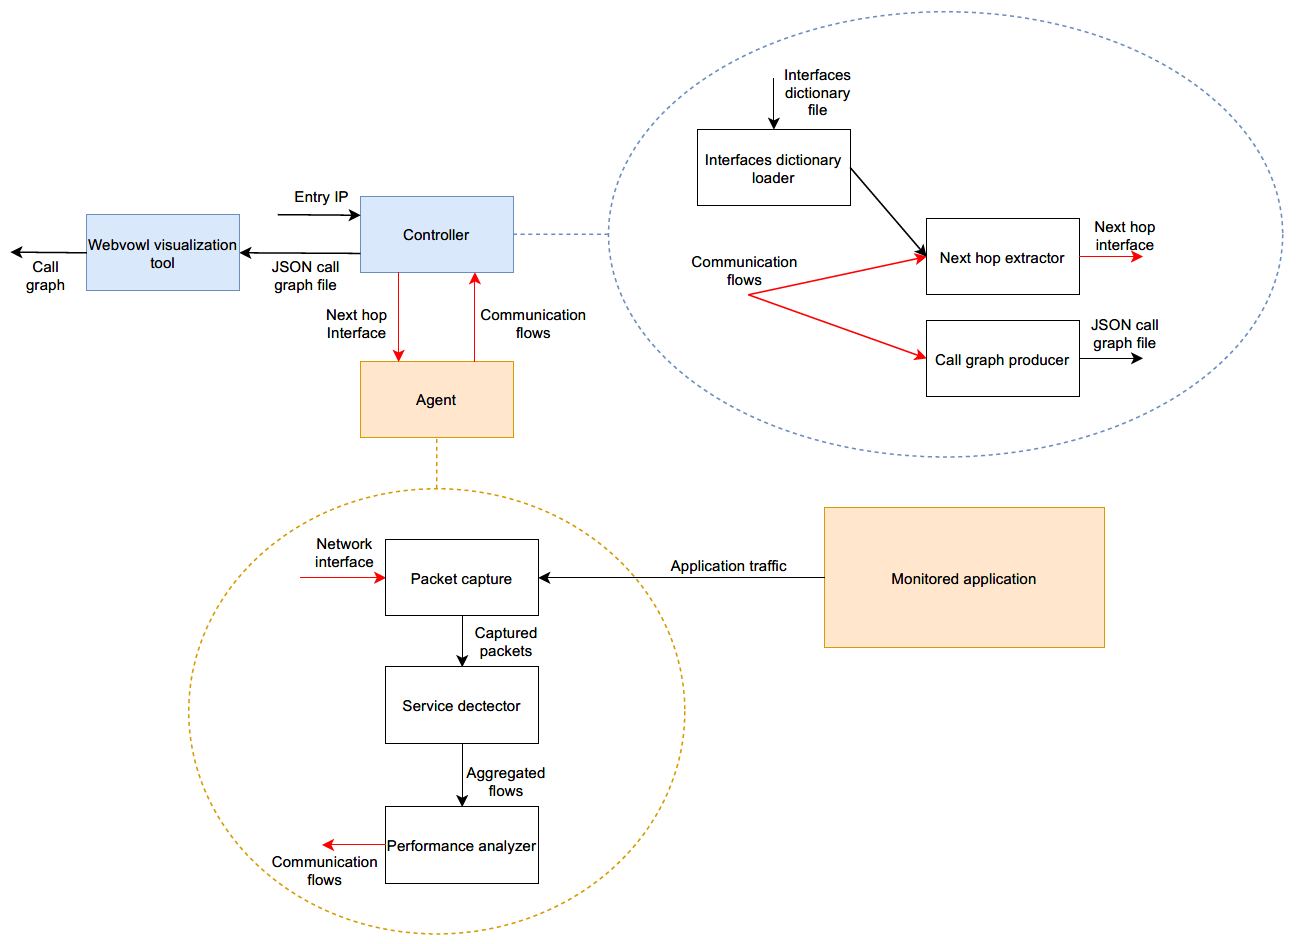 Interfaces
dictionary
file
Interfaces dictionary
loader
Entry IP
Controller
Webvowl visualization
tool
Call
graph
JSON call
graph file
Next hop
Interface
Communication
flows
Agent
Communication
flows
Next hop extractor
Next hop
interface
Call graph producer
JSON call
graph file
Network
interface
Packet capture
Application traffic
Monitored application
Captured
packets
Service dectector
Aggregated
flows
Performance analyzer
Communication
flows